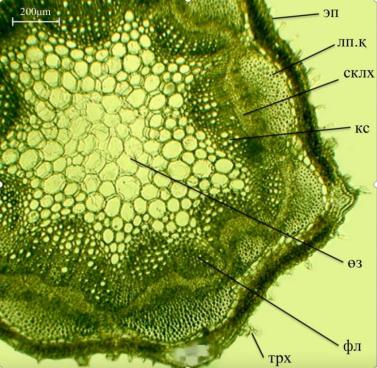 200μm
эп
лп.қ
склх
кс
өз
фл
трх